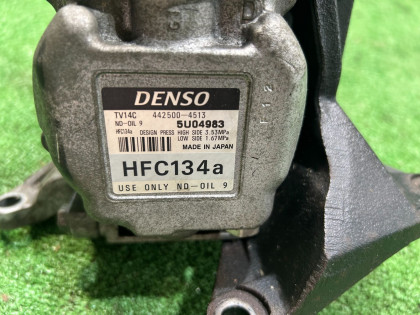 DENSO
TV14C 442500-4513
ND-OIL 9 5U04983
HFC134a DESIGN PRESS HIGH SIDE 3.53MPa
LOW SIDE 1.67MPa
MADE IN JAPAN
HFC134a
USE ONLY ND-OIL 9